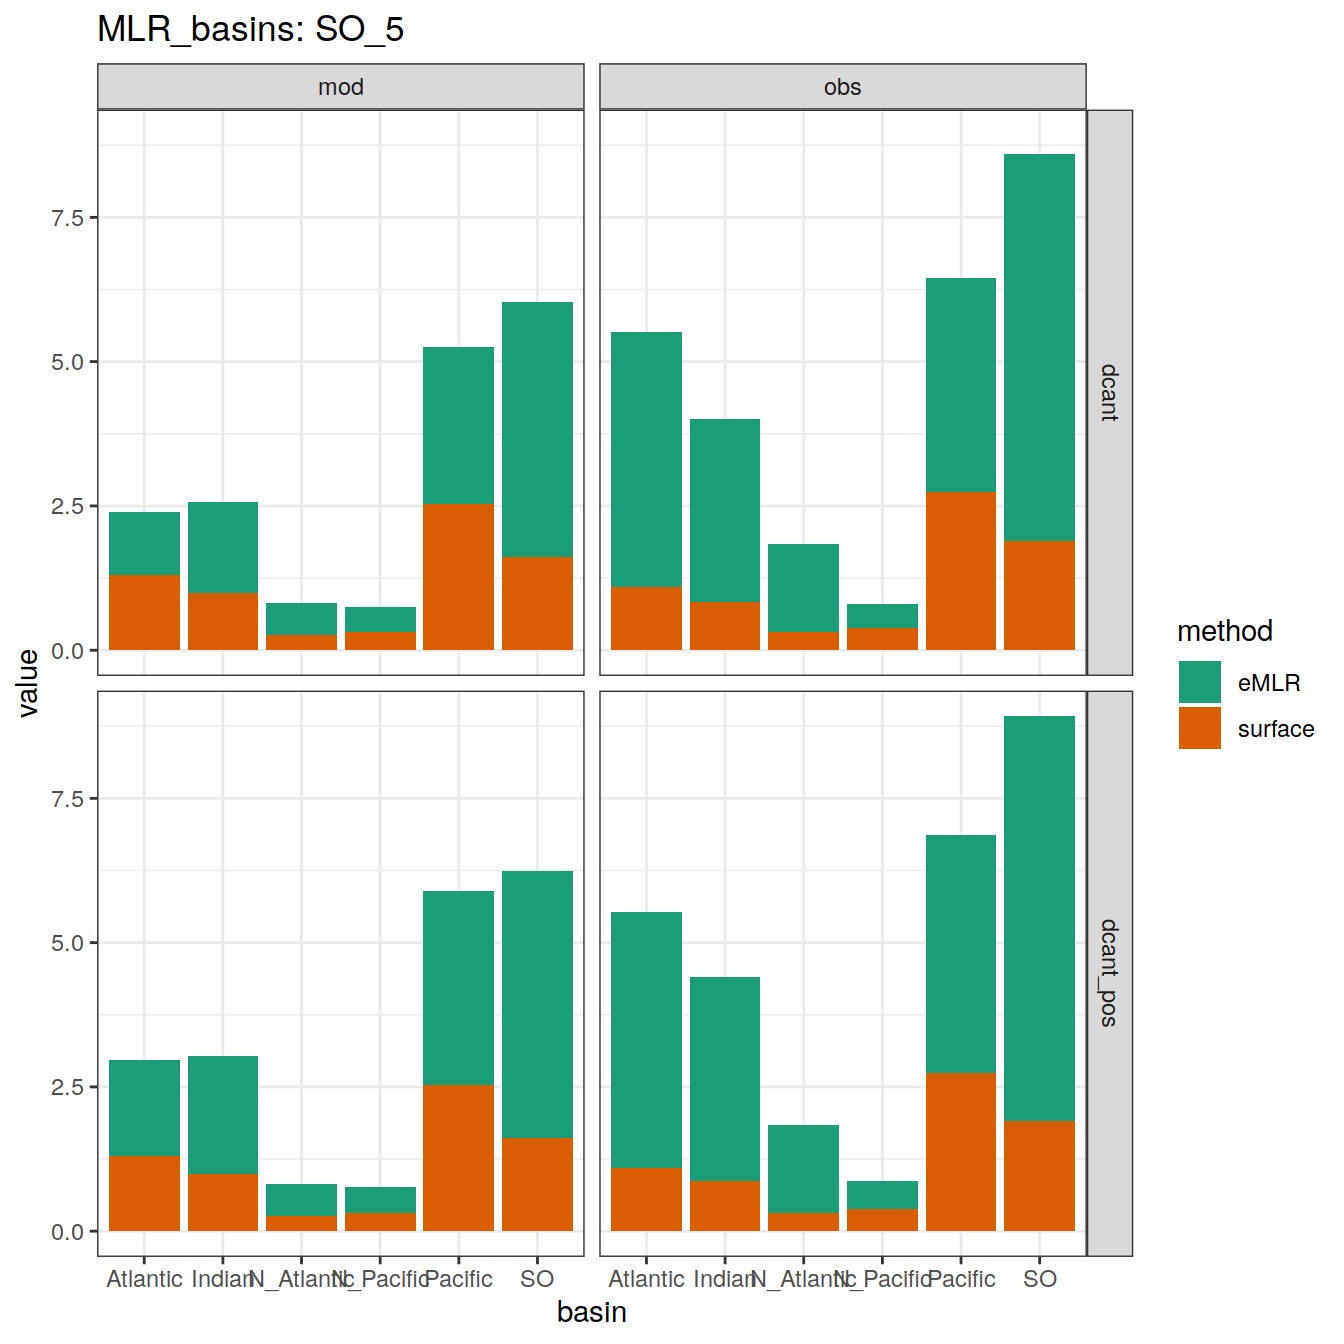 MLR_basins: SO_5
mod
obs
7.5
5.0
2.5
0.0
dcant
7.5
5.0
2.5
0.0
dcant_pos
Atlantic Indian N_Atlantic N_Pacific Pacific SO
Atlantic Indian N_Atlantic N_Pacific Pacific SO
basin
value
method
eMLR
surface